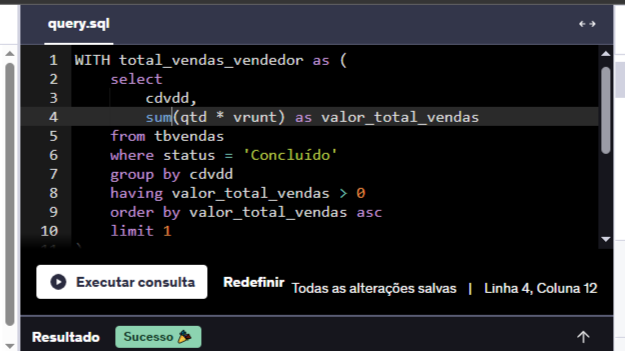 query.sql
1 WITH total_vendas_vendedor as (
2 select
3 cdvdd,
4 sum(qtd * vrunt) as valor_total_vendas
5 from tbvendas
6 where status = 'Concluído'
7 group by cdvdd
8 having valor_total_vendas > 0
9 order by valor_total_vendas asc
10 limit 1
Executar consulta Redefinir Todas as alterações salvas | Linha 4, Coluna 12
Resultado Sucesso